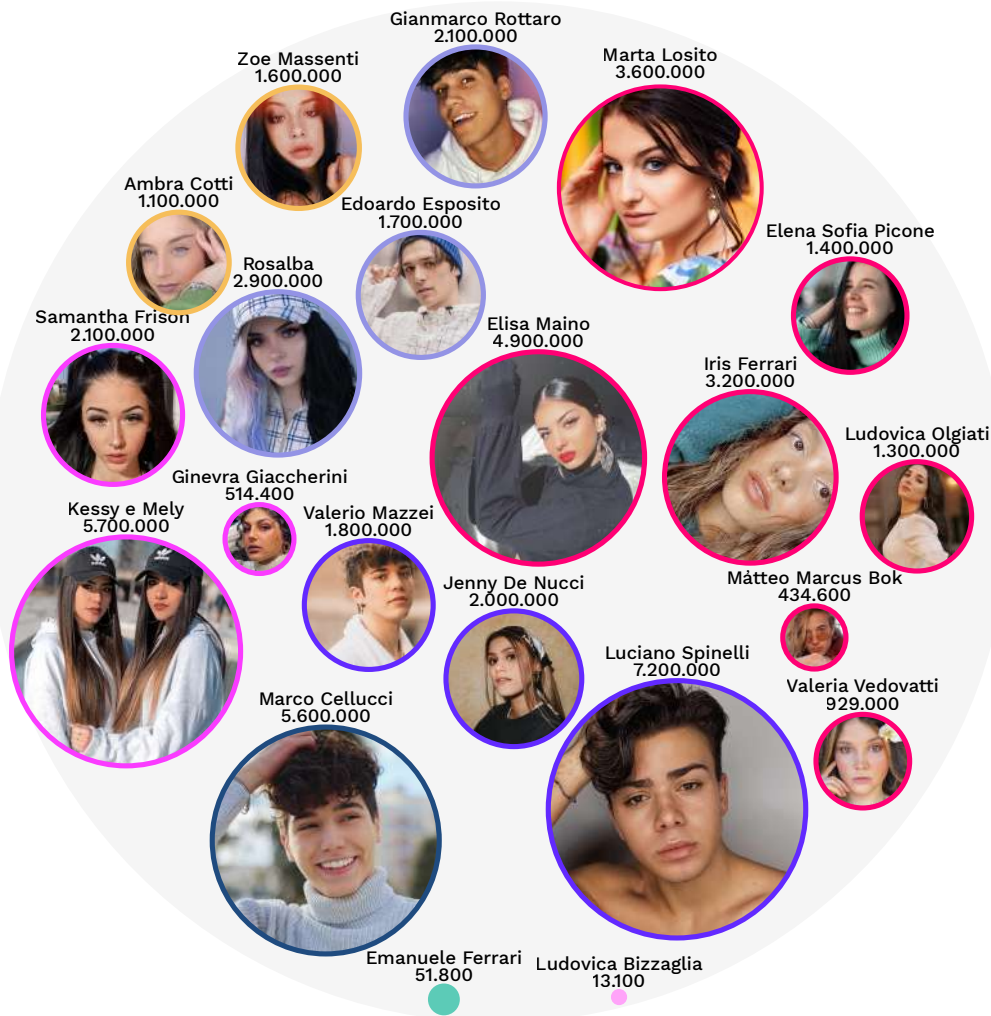 Gianmarco Rottaro
2.100.000
Zoe Massenti
1.600.000
Marta Losito
3.600.000
Ambra Cotti
1.100.000
Edoardo Esposito
1.700.000
Elena Sofia Picone
1.400.000
Rosalba
2.900.000
Samantha Frison
2.100.000
Elisa Maino
4.900.000
Iris Ferrari
3.200.000
Ludovica Olgiati
1.300.000
Ginevra Giaccherini
514.400
Kessy e Mely
5.700.000
Valerio Mazzei
1.800.000
Jenny De Nucci
2.000.000
Matteo Marcus Bok
434.600
Luciano Spinelli
7.200.000
Valeria Vedovatti
929.000
Marco Cellucci
5.600.000
Emanuele Ferrari
51.800
Ludovica Bizzaglia
13.100